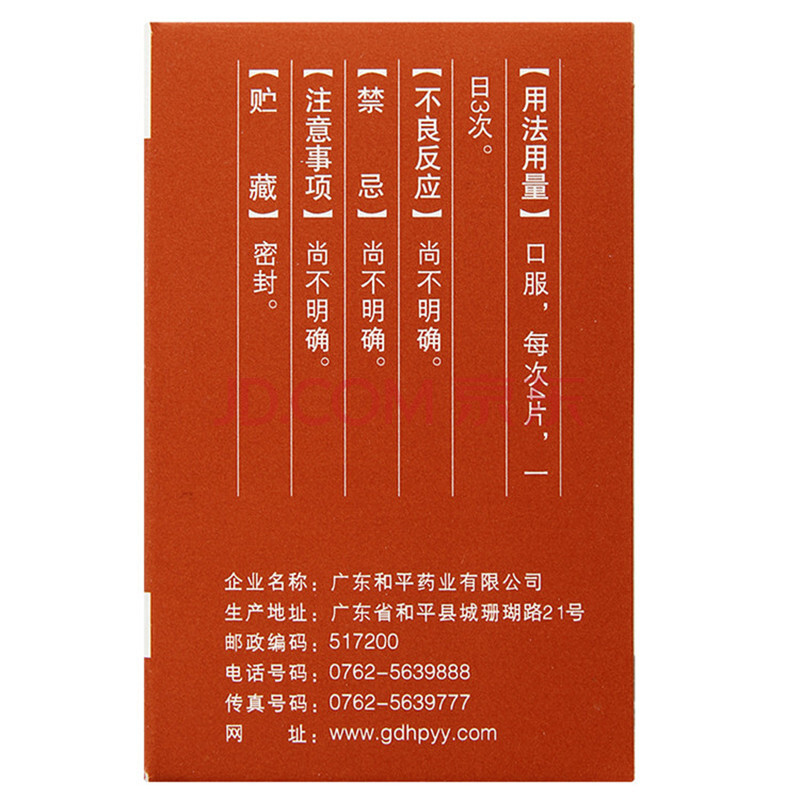 【用法用量】口服，每次4片，一
日3次。
【不良反应】尚不明确。
【禁忌】尚不明确。
【注意事项】尚不明确。
【贮藏】密封。
JD.COM 京东
企业名称：广东和平药业有限公司
生产地址：广东省和平县城珊瑚路21号
邮政编码：517200
电话号码：0762-5639888
传真号码：0762-5639777
网址：www.gdhpyy.com